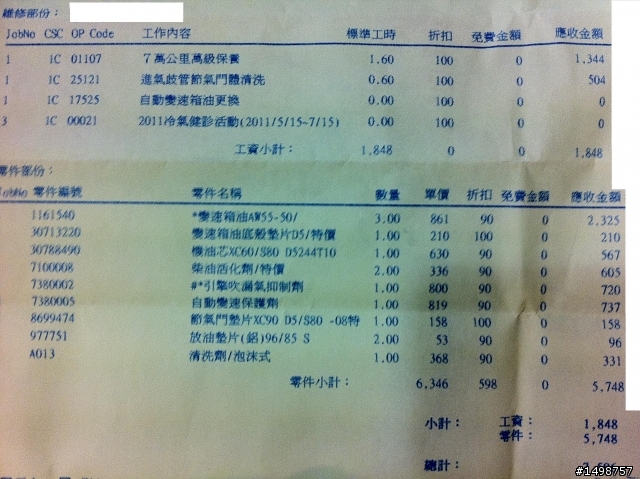 維修部份：
JobNo CSC OP Code 工作內容 標準工時 折扣 免費金額 應收金額
1 1C 01107 7萬公里萬級保養 1.60 100 0 1,344
1 1C 25121 進氣歧管節氣門體清洗 0.60 100 0 504
1 1C 17525 自動變速箱油更換 0.00 100 0 0
3 1C 00021 2011冷氣健診活動(2011/5/15~7/15) 0.00 100 0 0
工資小計： 1,848 0 0 1,848
零件部份：
JobNo 零件編號 零件名稱 數量 單價 折扣 免費金額 應收金額
1161540 *變速箱油AW55-50/ 3.00 861 90 0 2,325
30713220 變速箱油底殼墊片D5/特價 1.00 210 100 0 210
30788490 機油芯XC60/S80 D5244T10 1.00 630 90 0 567
7100008 柴油活化劑/特價 2.00 336 90 0 605
7380002 #*引擎吹漏氣抑制劑 1.00 800 90 0 720
7380005 自動變速保護劑 1.00 819 90 0 737
8699474 節氣門墊片XC90 D5/S80 -08特 1.00 158 100 0 158
977751 放油墊片(鋁)96/85 S 2.00 53 90 0 96
A013 清洗劑/泡沫式 1.00 368 90 0 331
零件小計： 6,346 598 0 5,748
小計： 工資： 1,848
零件： 5,748
總計：
#1498757